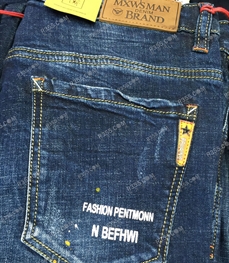 MXWSMAN
BRAND
FASHION PENTMONN
N BEFHWI